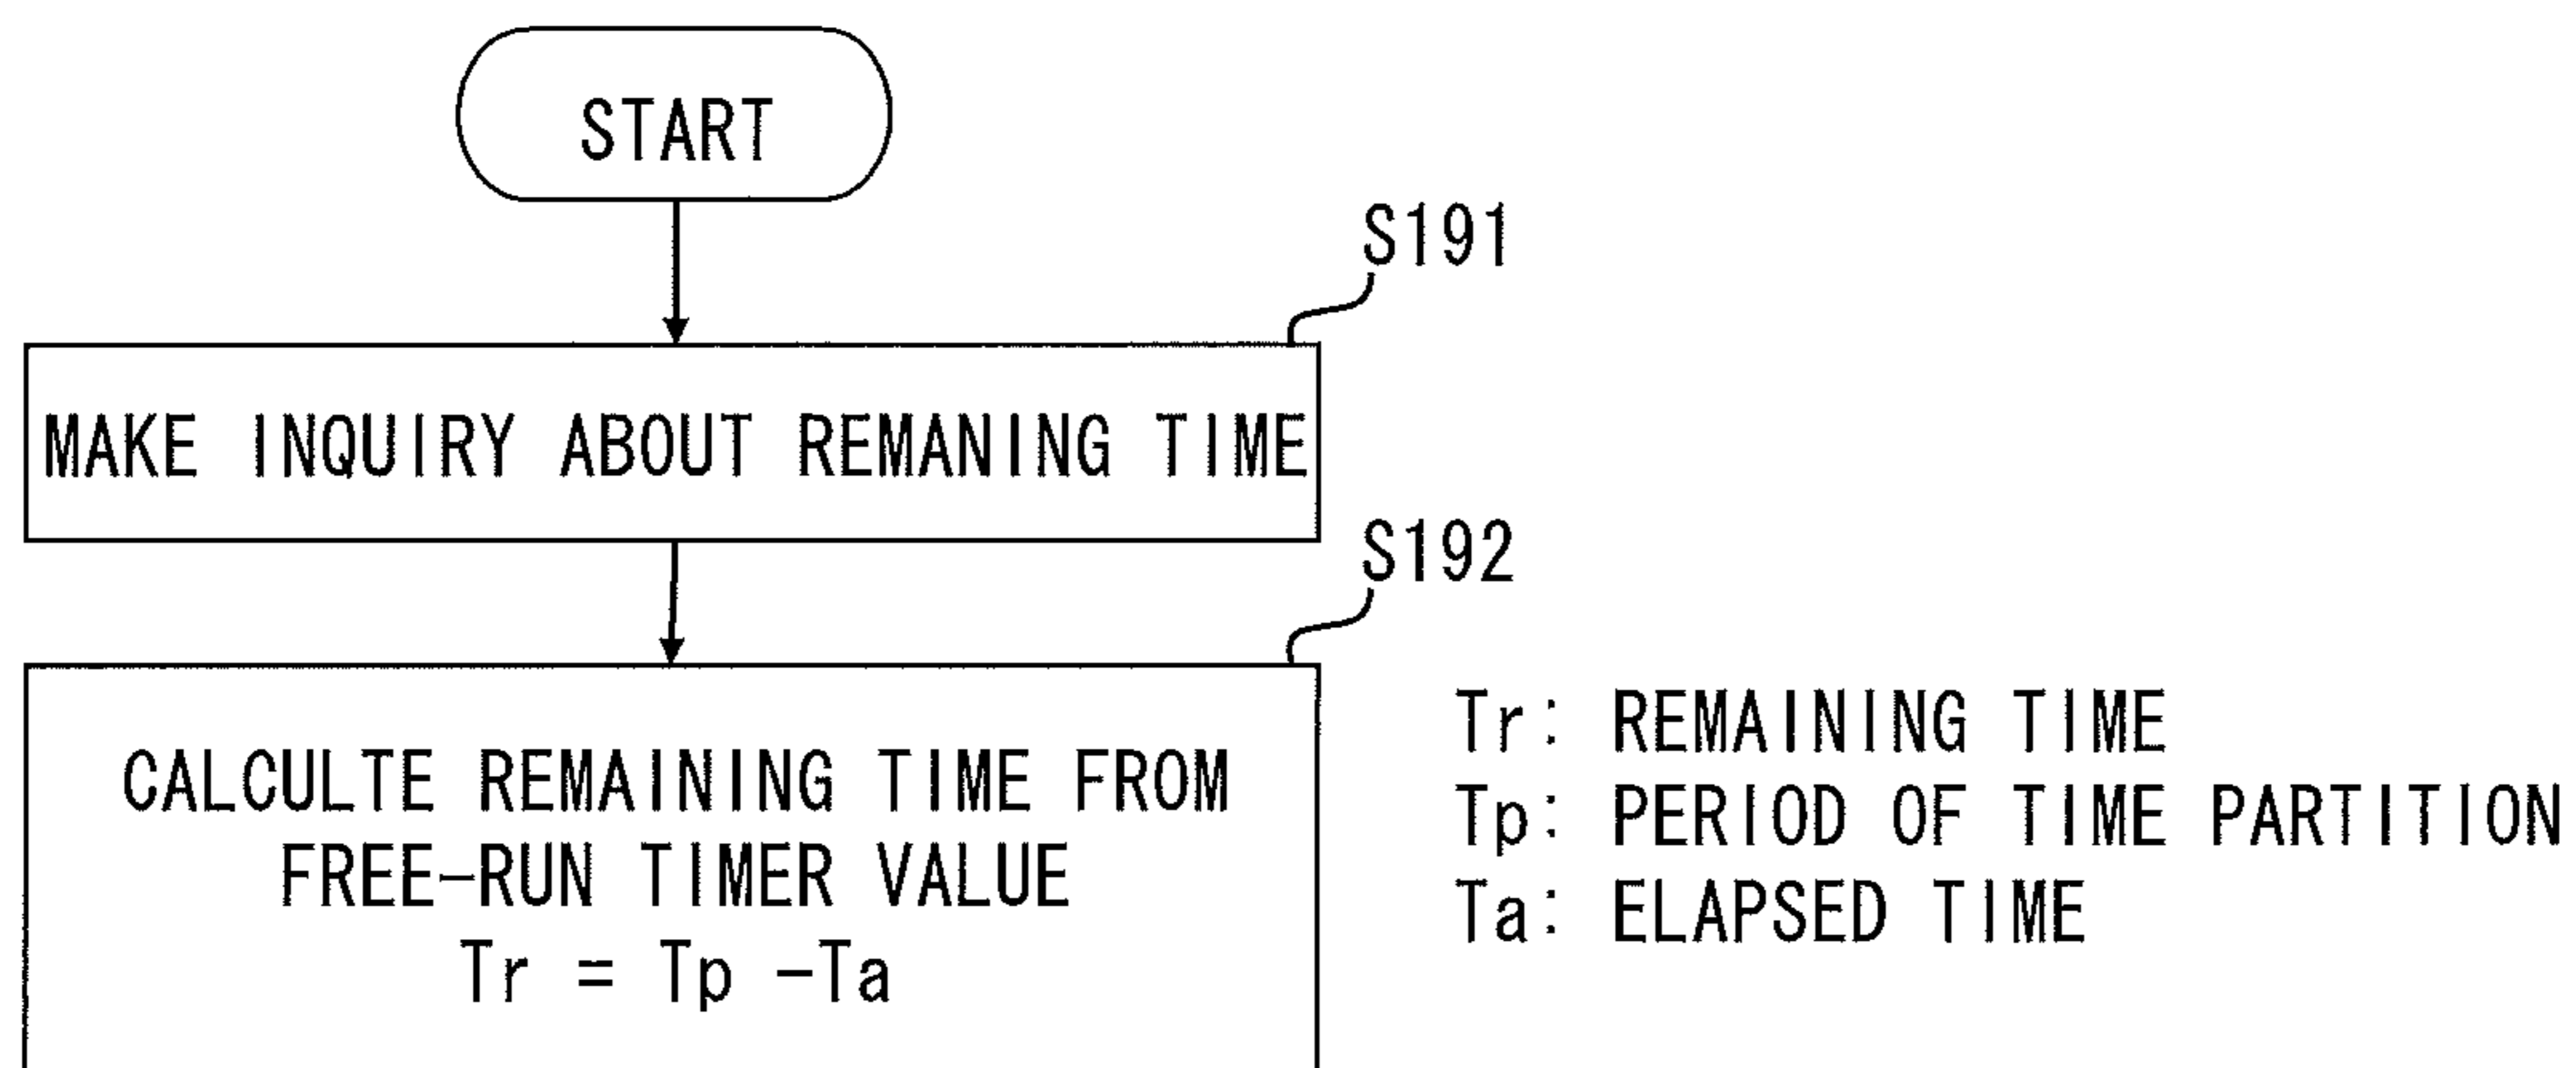 START
S191
MAKE INQUIRY ABOUT REMANING TIME
S192
CALCULTE REMAINING TIME FROM
FREE-RUN TIMER VALUE
Tr = Tp -Ta
Tr: REMAINING TIME
Tp: PERIOD OF TIME PARTITION
Ta: ELAPSED TIME